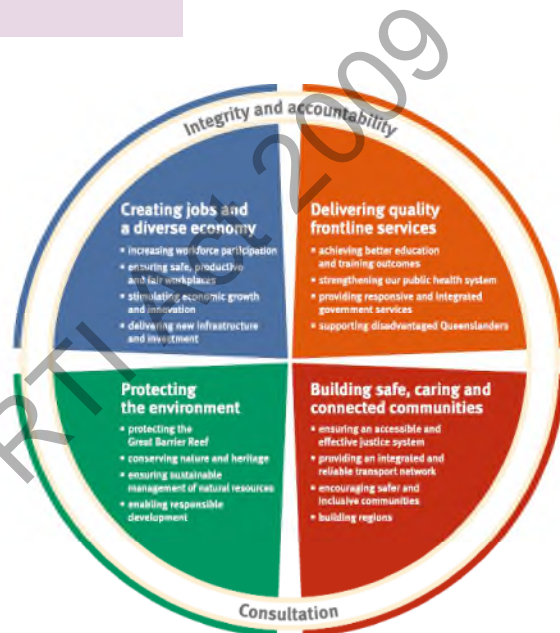 Integrity and accountability
Creating jobs and
a diverse economy
▪ increasing workforce participation
▪ ensuring safe, productive
and fair workplaces
▪ stimulating economic growth
and innovation
▪ delivering new infrastructure
and investment
Delivering quality
frontline services
▪ achieving better education
and training outcomes
▪ strengthening our public health system
▪ providing responsive and integrated
government services
▪ supporting disadvantaged Queenslanders
Protecting
the environment
▪ protecting the
Great Barrier Reef
▪ conserving nature and heritage
▪ ensuring sustainable
management of natural resources
▪ enabling responsible
development
Building safe, caring and
connected communities
▪ ensuring an accessible and
effective justice system
▪ providing an integrated and
reliable transport network
▪ encouraging safer and
inclusive communities
▪ building regions
Consultation
RTI Act 2009